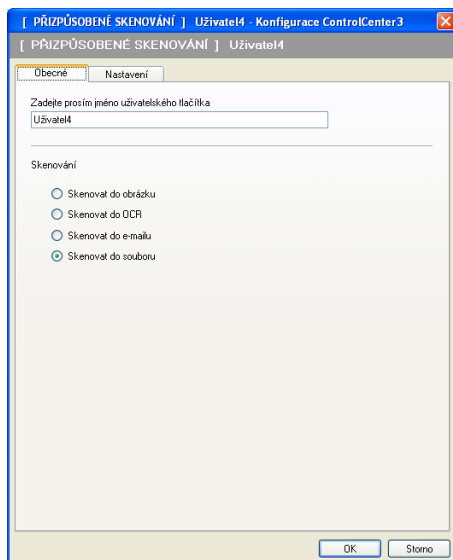 [ PŘIZPŮSOBENÉ SKENOVÁNÍ ] Uživatel4 - Konfigurace ControlCenter3
[ PŘIZPŮSOBENÉ SKENOVÁNÍ ] Uživatel4
Obecné Nastavení
Zadejte prosím jméno uživatelského tlačítka
Uživatel4
Skenování
Skenovat do obrázku
Skenovat do OCR
Skenovat do e-mailu
Skenovat do souboru
OK Storno